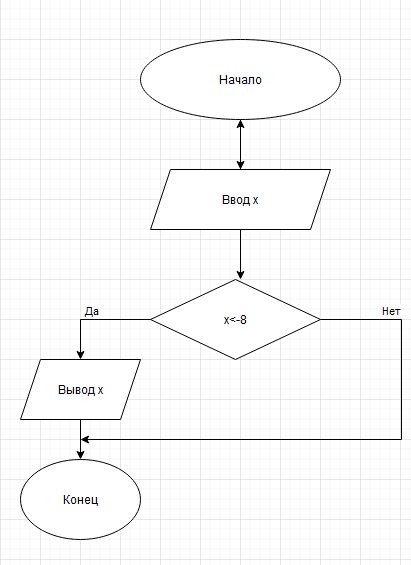 Начало
Ввод x
x<-8
Да
Нет
Вывод x
Конец